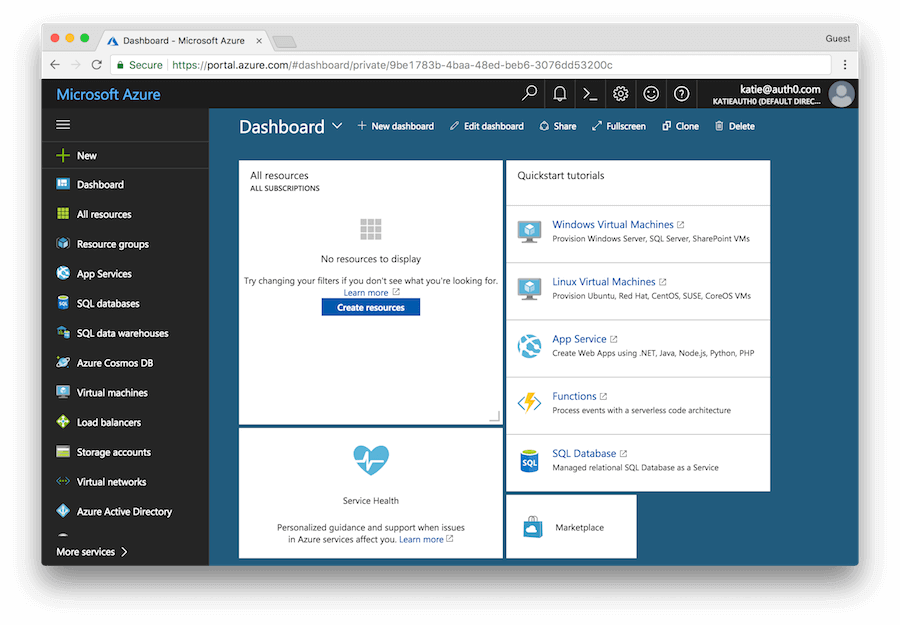 Dashboard - Microsoft Azure
Guest
Secure
https://portal.azure.com/#dashboard/private/9be1783b-4baa-48ed-beb6-3076dd53200c
Microsoft Azure
katie@auth0.com
KATIEAUTH0 (DEFAULT DIREC...
New
Dashboard
All resources
Resource groups
App Services
SQL databases
SQL data warehouses
Azure Cosmos DB
Virtual machines
Load balancers
Storage accounts
Virtual networks
Azure Active Directory
More services
Dashboard
New dashboard
Edit dashboard
Share
Fullscreen
Clone
Delete
All resources
ALL SUBSCRIPTIONS
No resources to display
Try changing your filters if you don't see what you're looking for.
Learn more
Create resources
Service Health
Personalized guidance and support when issues
in Azure services affect you. Learn more
Quickstart tutorials
Windows Virtual Machines
Provision Windows Server, SQL Server, SharePoint VMs
Linux Virtual Machines
Provision Ubuntu, Red Hat, CentOS, SUSE, CoreOS VMs
App Service
Create Web Apps using .NET, Java, Node.js, Python, PHP
Functions
Process events with a serverless code architecture
SQL
SQL Database
Managed relational SQL Database as a Service
Marketplace